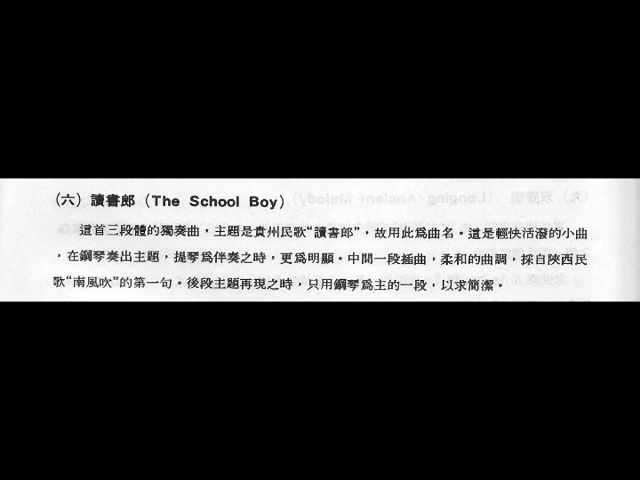 (六) 讀書郎 (The School Boy)
這首三段體的獨奏曲，主題是貴州民歌“讀書郎”，故用此爲曲名。這是輕快活潑的小曲
，在鋼琴奏出主題，提琴爲伴奏之時，更爲明顯。中間一段插曲，柔和的曲調，採自陝西民
歌“南風吹”的第一句。後段主題再現之時，只用鋼琴爲主的一段，以求簡潔。